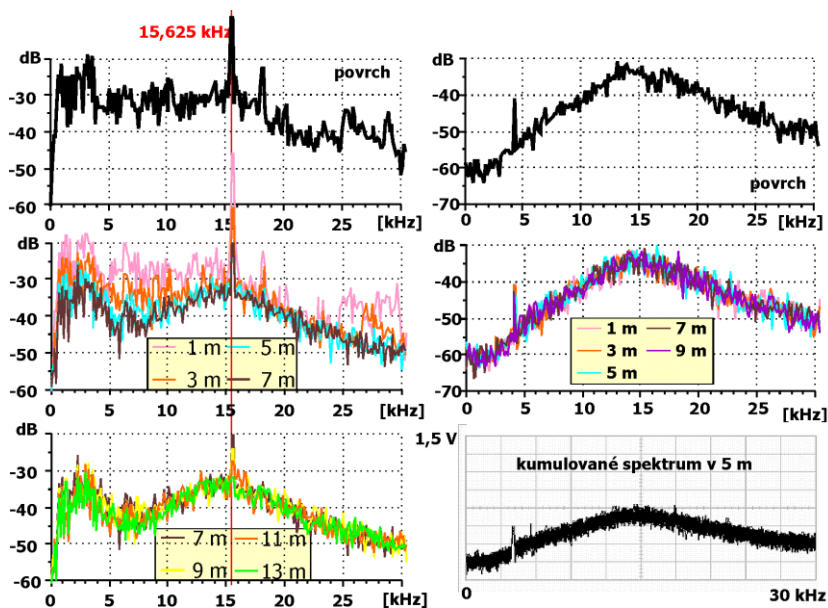 15,625 kHz
dB
povrch
-30
-40
-50
-60
0 5 10 15 20 25 [kHz]
dB
-40
-50
-60
-70
povrch
0 5 10 15 20 25 [kHz]
dB
-30
-40
-50
-60
1 m 5 m
3 m 7 m
0 5 10 15 20 25 [kHz]
dB
-40
-50
-60
-70
1 m 7 m
3 m 9 m
5 m
0 5 10 15 20 25 [kHz]
dB
-30
-40
-50
-60
7 m 11 m
9 m 13 m
0 5 10 15 20 25 [kHz]
1,5 V
kumulované spektrum v 5 m
0 30 kHz